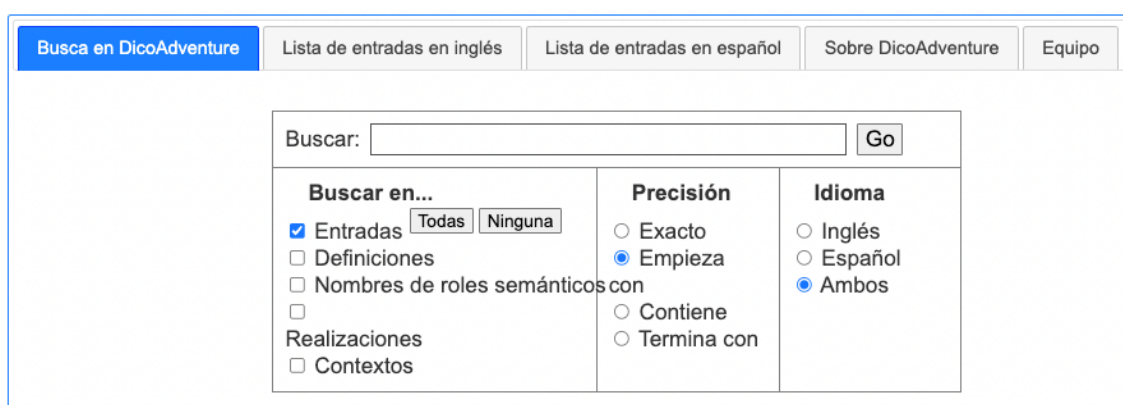 Busca en DicoAdventure
Lista de entradas en inglés
Lista de entradas en español
Sobre DicoAdventure
Equipo
Buscar:
Go
Buscar en...
Todas
Ninguna
Entradas
Definiciones
Nombres de roles semánticos
Realizaciones
Contextos
Precisión
Exacto
Empieza
con
Contiene
Termina con
Idioma
Inglés
Español
Ambos